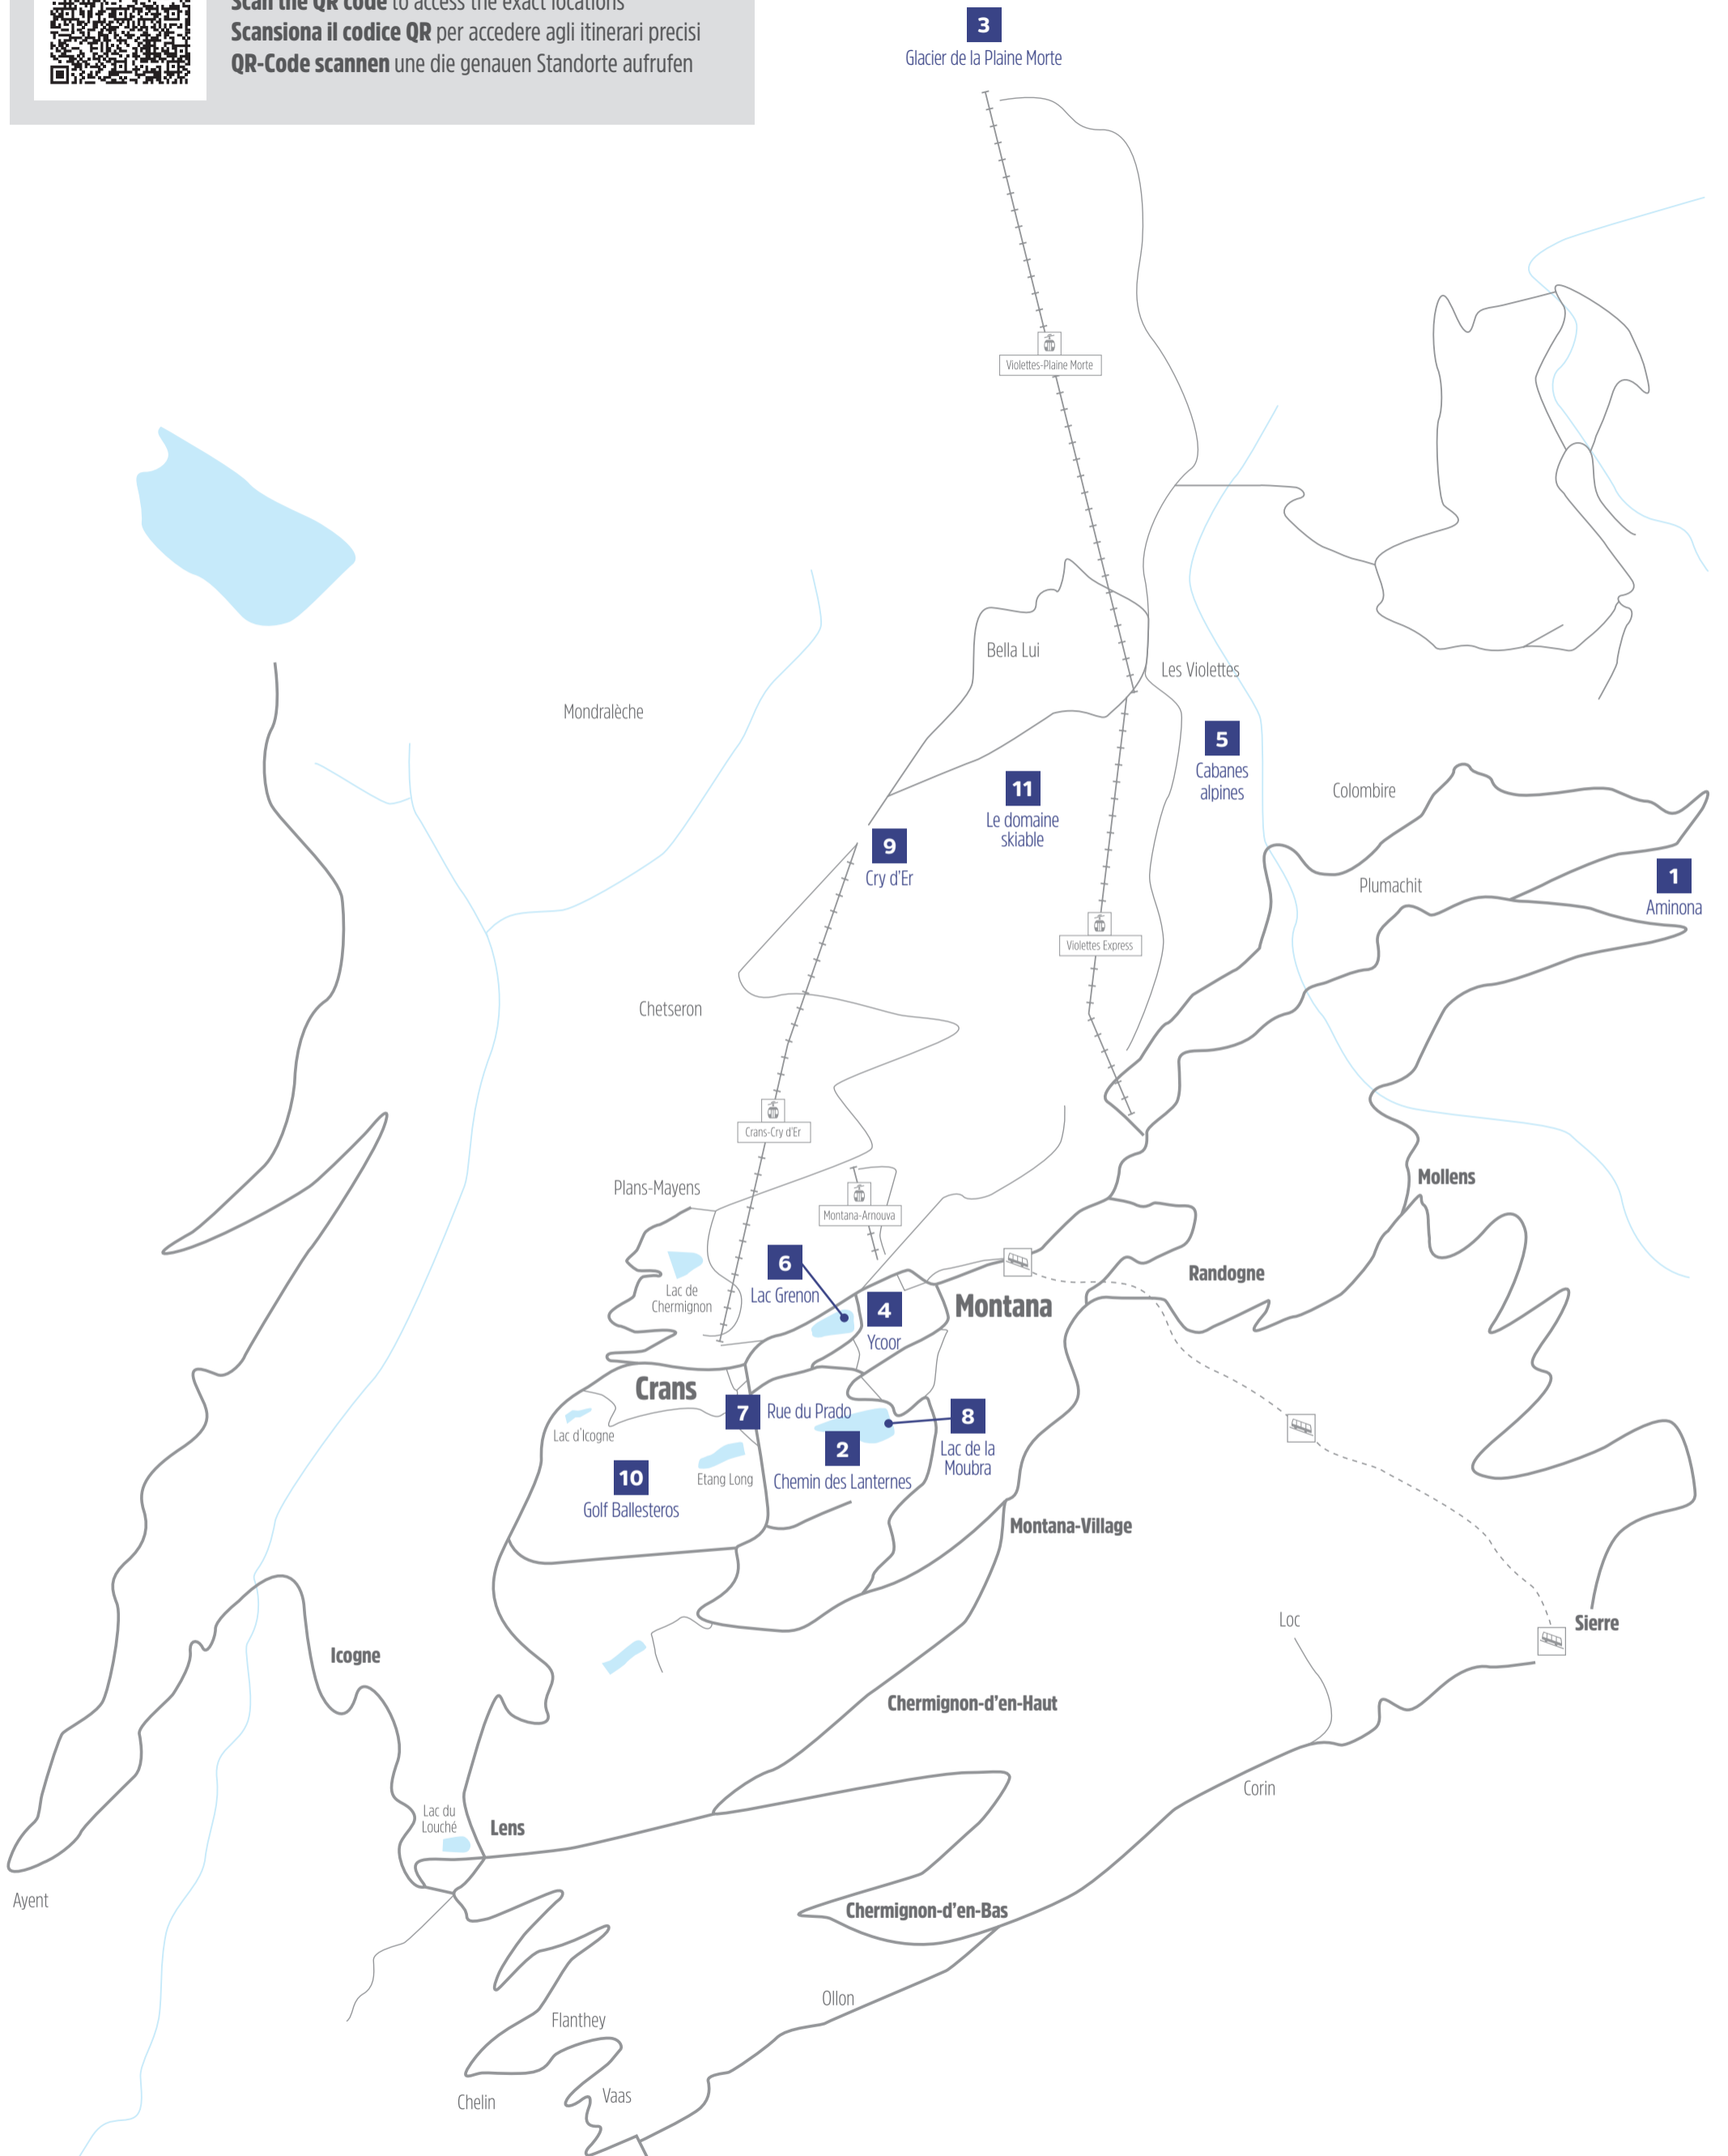 Scan the QR code to access the exact locations
Scansiona il codice QR per accedere agli itinerari precisi
QR-Code scannen une die genauen Standorte aufrufen
3
Glacier de la Plaine Morte
Violettes-Plaine Morte
Bella Lui
Les Violettes
Mondralèche
5
Cabanes
alpines
11
Le domaine
skiable
Colombire
9
Cry d'Er
Plumachit
1
Aminona
Violettes Express
Chetseron
Crans-Cry d'Er
Plans-Mayens
Mollens
Montana-Arnouva
6
Lac Grenon
Lac de
Chermignon
4
Ycoor
Montana
Randogne
Crans
7
Rue du Prado
8
Lac de la
Moubra
Lac d'Icogne
2
Chemin des Lanternes
Etang Long
10
Golf Ballesteros
Montana-Village
Loc
Sierre
Icogne
Chermignon-d'en-Haut
Corin
Lac du
Louché
Lens
Ayent
Chermignon-d'en-Bas
Ollon
Flanthey
Chelin
Vaas